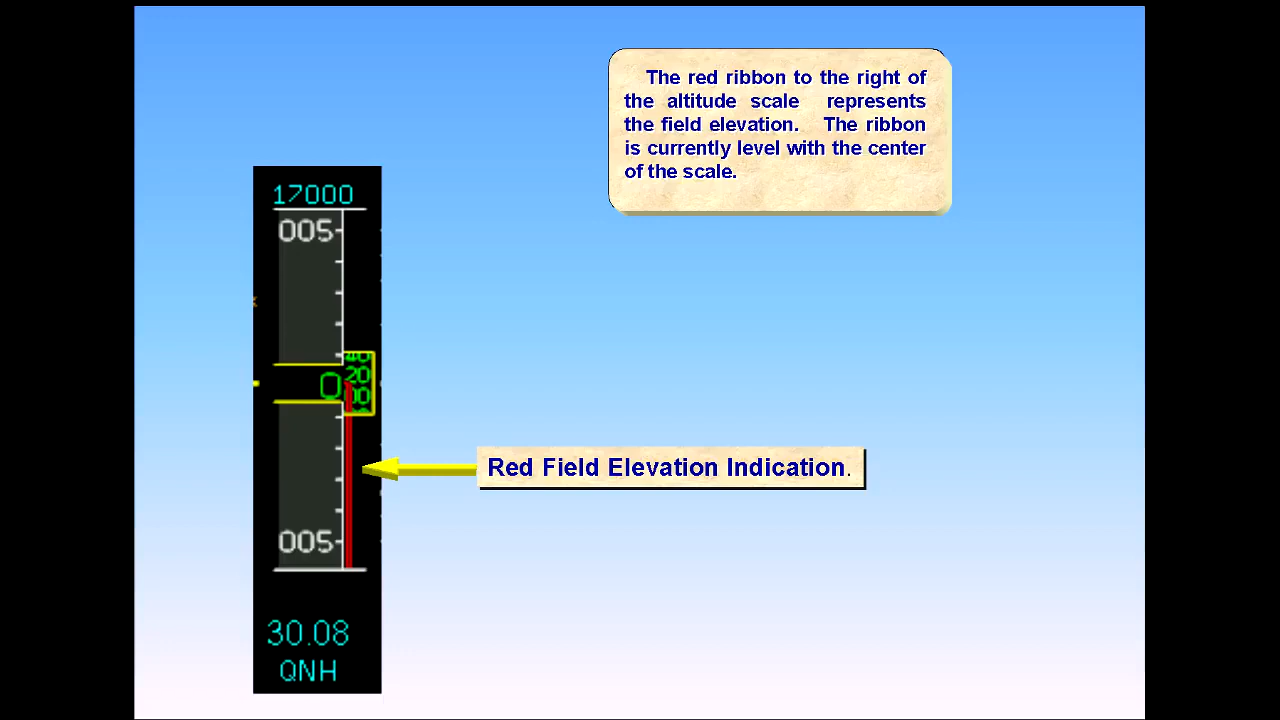 The red ribbon to the right of
the altitude scale represents
the field elevation. The ribbon
is currently level with the center
of the scale.
17000
005
40
20
0
00
Red Field Elevation Indication.
005
30.08
QNH